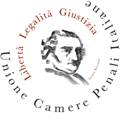 Libertà Legalità Giustizia
Unione Camere Penali Italiane